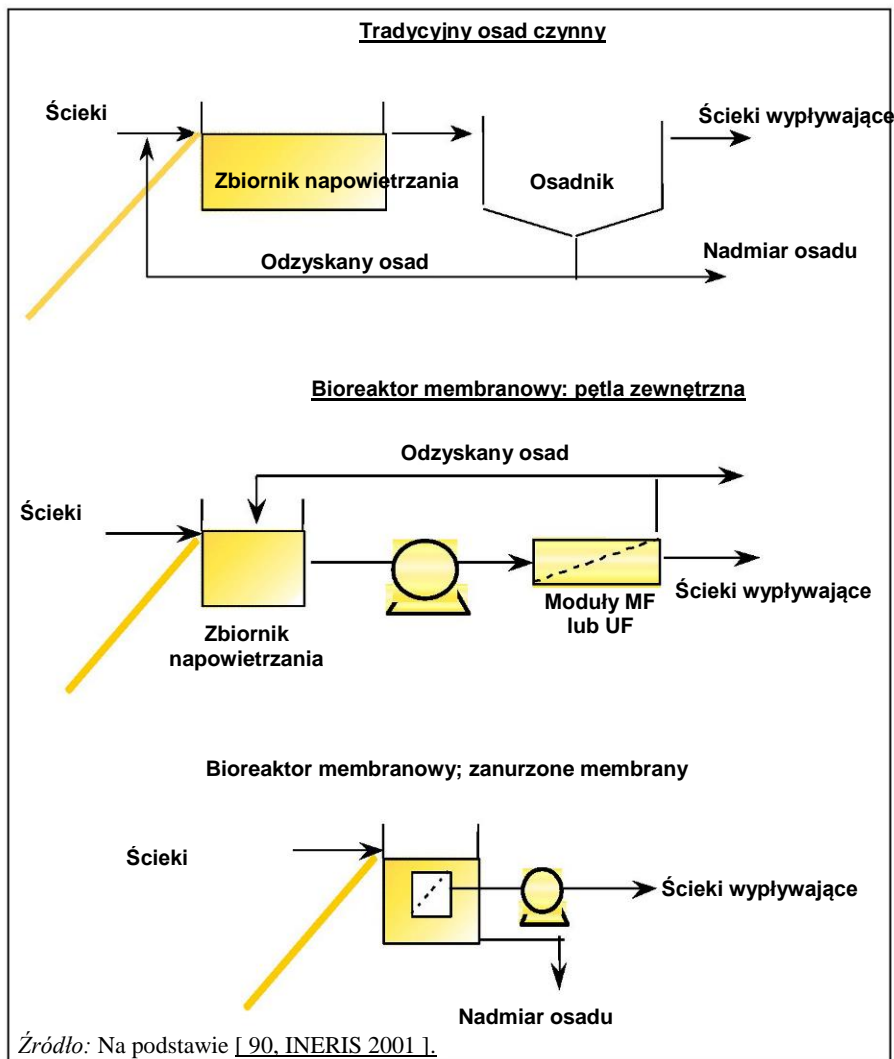 Tradycyjny osad czynny
Ścieki
Ścieki wypływające
Zbiornik napowietrzania
Osadnik
Odzyskany osad
Nadmiar osadu
Bioreaktor membranowy: pętla zewnętrzna
Odzyskany osad
Ścieki
Ścieki wypływające
Moduły MF
lub UF
Zbiornik
napowietrzania
Bioreaktor membranowy; zanurzone membrany
Ścieki
Ścieki wypływające
Nadmiar osadu
Źródło: Na podstawie [ 90, INERIS 2001 ].